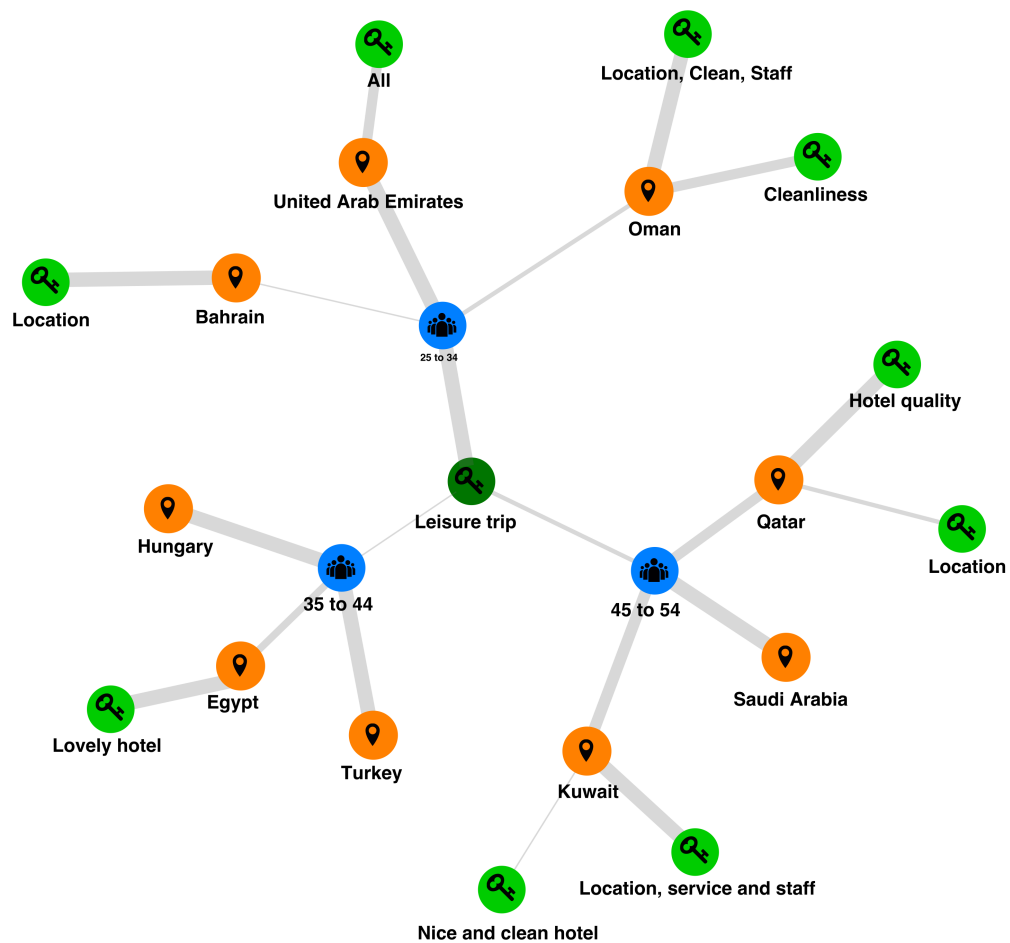 All
Location, Clean, Staff
United Arab Emirates
Cleanliness
Oman
Location
Bahrain
25 to 34
Hotel quality
Leisure trip
Qatar
Hungary
Location
35 to 44
45 to 54
Egypt
Saudi Arabia
Lovely hotel
Turkey
Kuwait
Location, service and staff
Nice and clean hotel